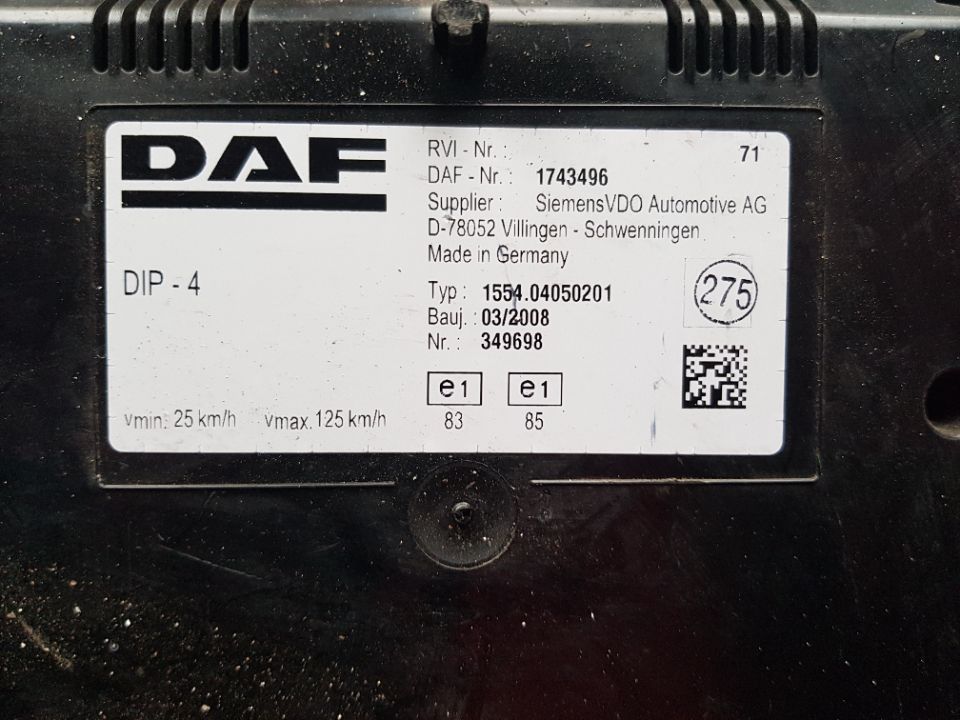 DAF
RVI - Nr. : 71
DAF - Nr. : 1743496
Supplier : SiemensVDO Automotive AG
D-78052 Villingen - Schwenningen
Made in Germany
DIP - 4
Typ : 1554.04050201
275
Bauj. : 03/2008
Nr. : 349698
e1 e1
83 85
vmin. 25 km/h vmax. 125 km/h